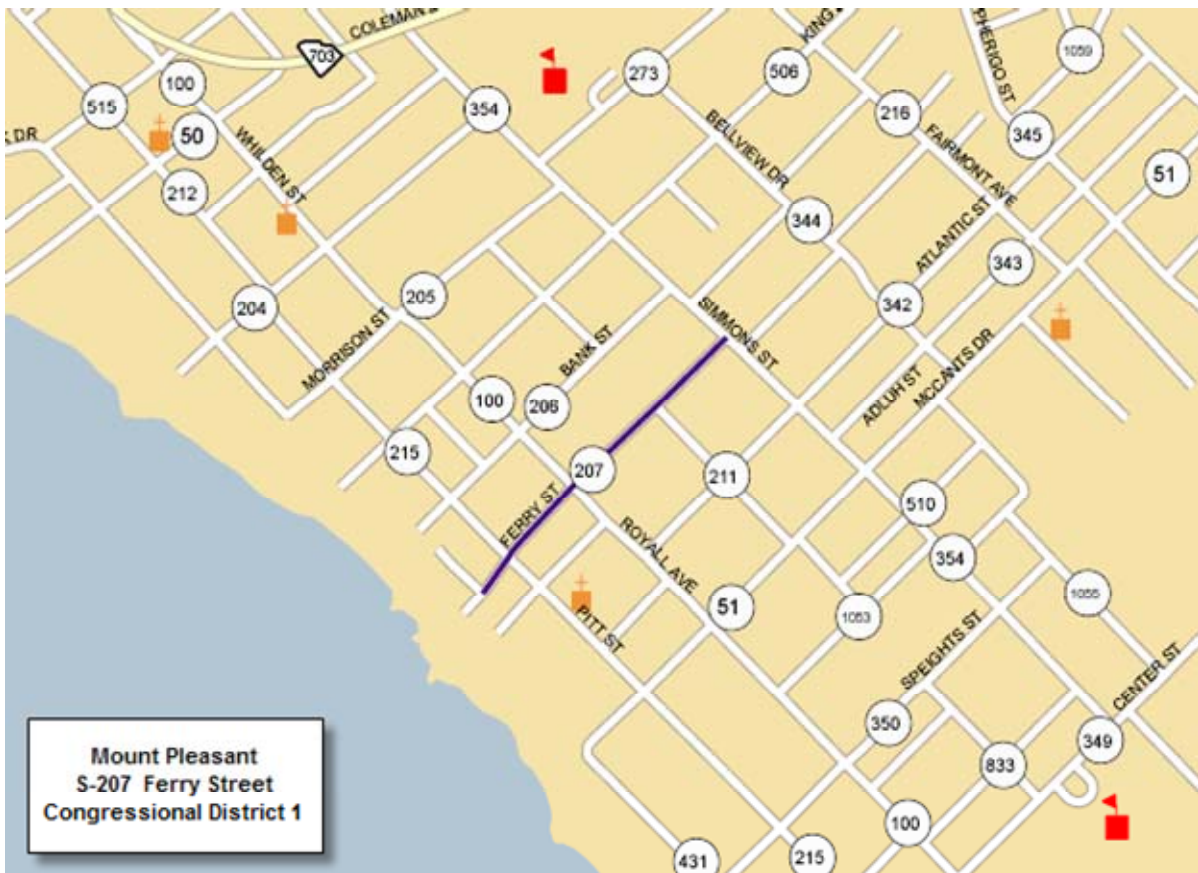 COLEMAN B
703
KING
PHERIGO ST
1059
100
515
273
506
354
216
50
K DR
WHILDEN ST
BELLVIEW DR
FAIRMONT AVE
345
51
212
344
ATLANTIC ST
343
205
204
342
SIMMONS ST
MORRISON ST
BANK ST
MCCANTS DR
ADLUH ST
100
206
215
207
211
510
FERRY ST
ROYALL AVE
354
51
1053
1055
PITT ST
SPEIGHTS ST
CENTER ST
350
349
833
Mount Pleasant
S-207 Ferry Street
Congressional District 1
100
431
215